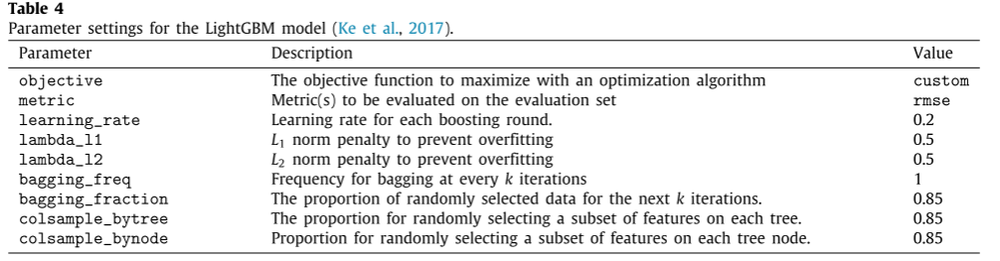 Table 4
Parameter settings for the LightGBM model (Ke et al., 2017).
Parameter Description Value
objective The objective function to maximize with an optimization algorithm custom
metric Metric(s) to be evaluated on the evaluation set rmse
learning_rate Learning rate for each boosting round. 0.2
lambda_l1 L1 norm penalty to prevent overfitting 0.5
lambda_l2 L2 norm penalty to prevent overfitting 0.5
bagging_freq Frequency for bagging at every k iterations 1
bagging_fraction The proportion of randomly selected data for the next k iterations. 0.85
colsample_bytree The proportion for randomly selecting a subset of features on each tree. 0.85
colsample_bynode Proportion for randomly selecting a subset of features on each tree node. 0.85